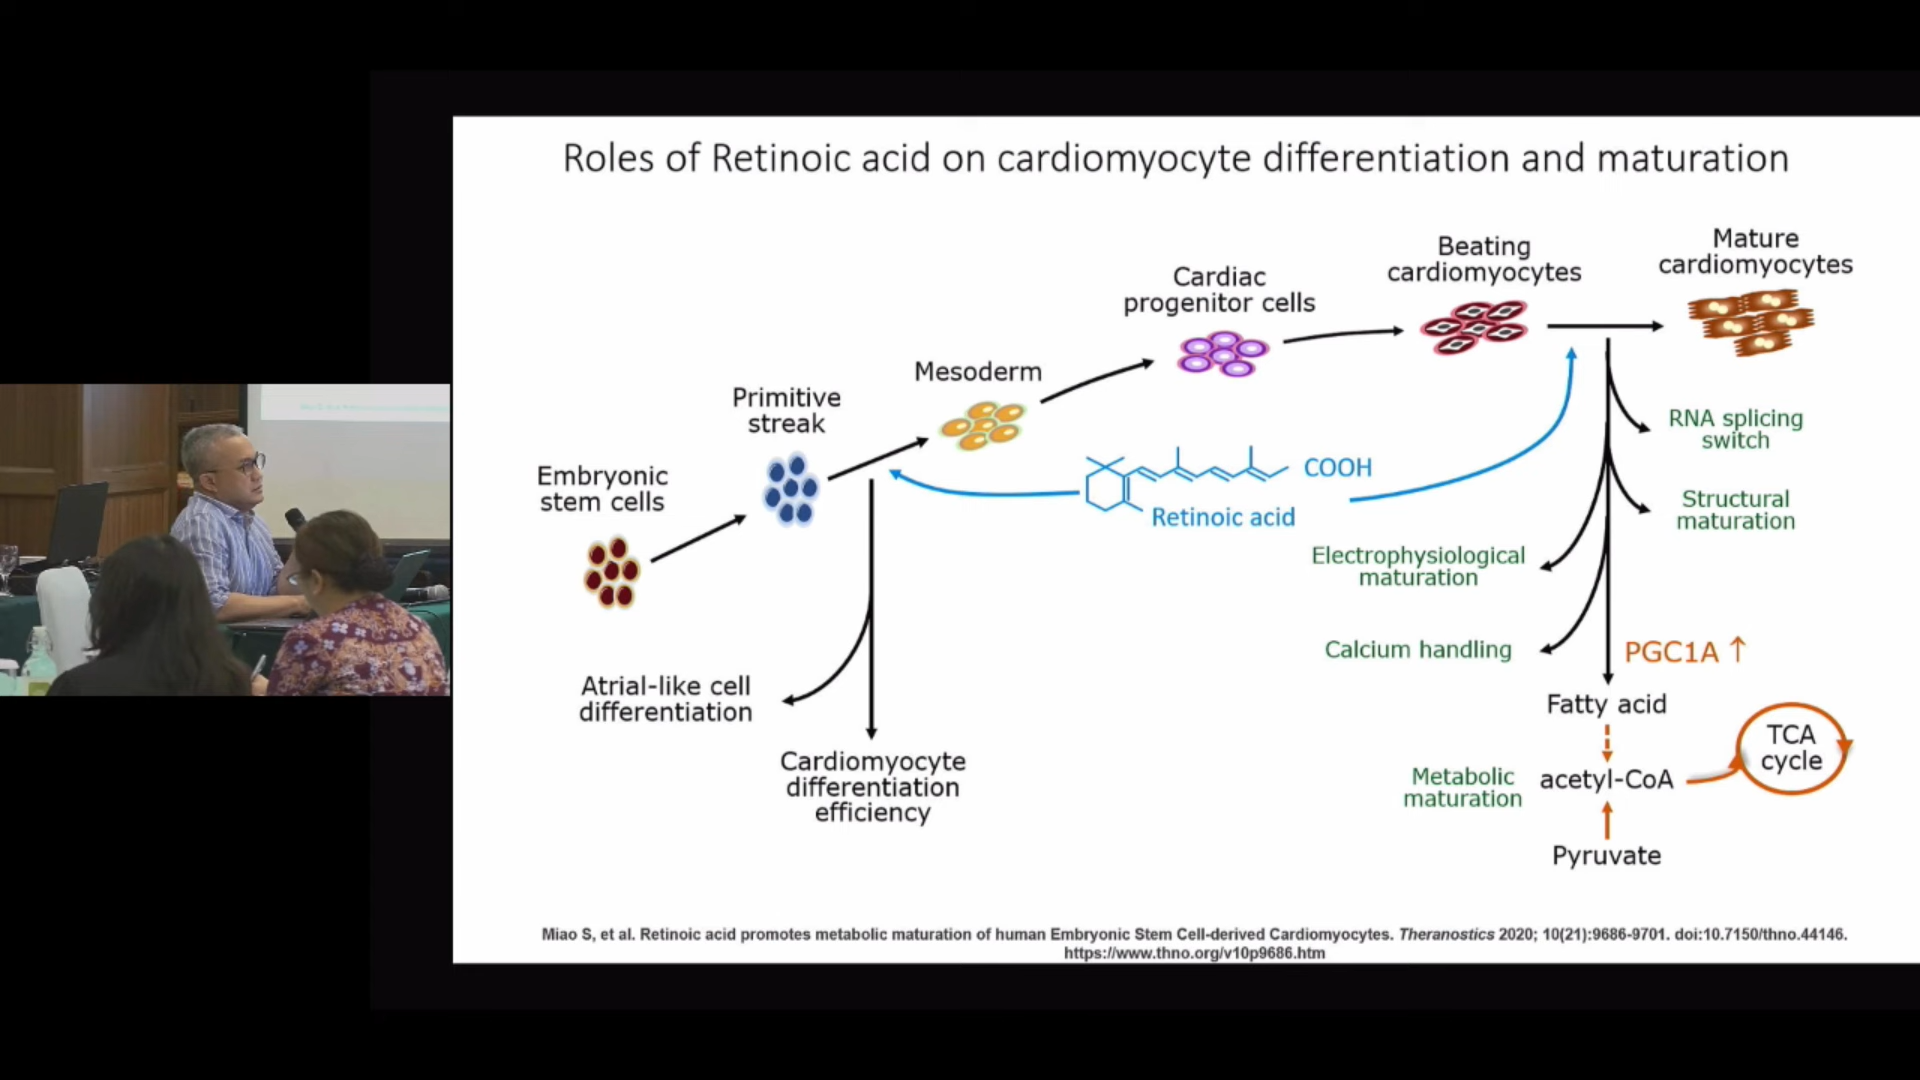 Roles of Retinoic acid on cardiomyocyte differentiation and maturation
Embryonic
stem cells
Primitive
streak
Mesoderm
Cardiac
progenitor cells
Beating
cardiomyocytes
Mature
cardiomyocytes
COOH
Retinoic acid
RNA splicing
switch
Structural
maturation
Electrophysiological
maturation
Calcium handling
PGC1A ↑
Fatty acid
TCA
cycle
Metabolic
maturation
acetyl-CoA
Pyruvate
Atrial-like cell
differentiation
Cardiomyocyte
differentiation
efficiency
Miao S, et al. Retinoic acid promotes metabolic maturation of human Embryonic Stem Cell-derived Cardiomyocytes. Theranostics 2020; 10(21):9686-9701. doi:10.7150/thno.44146.
https://www.thno.org/v10p9686.htm